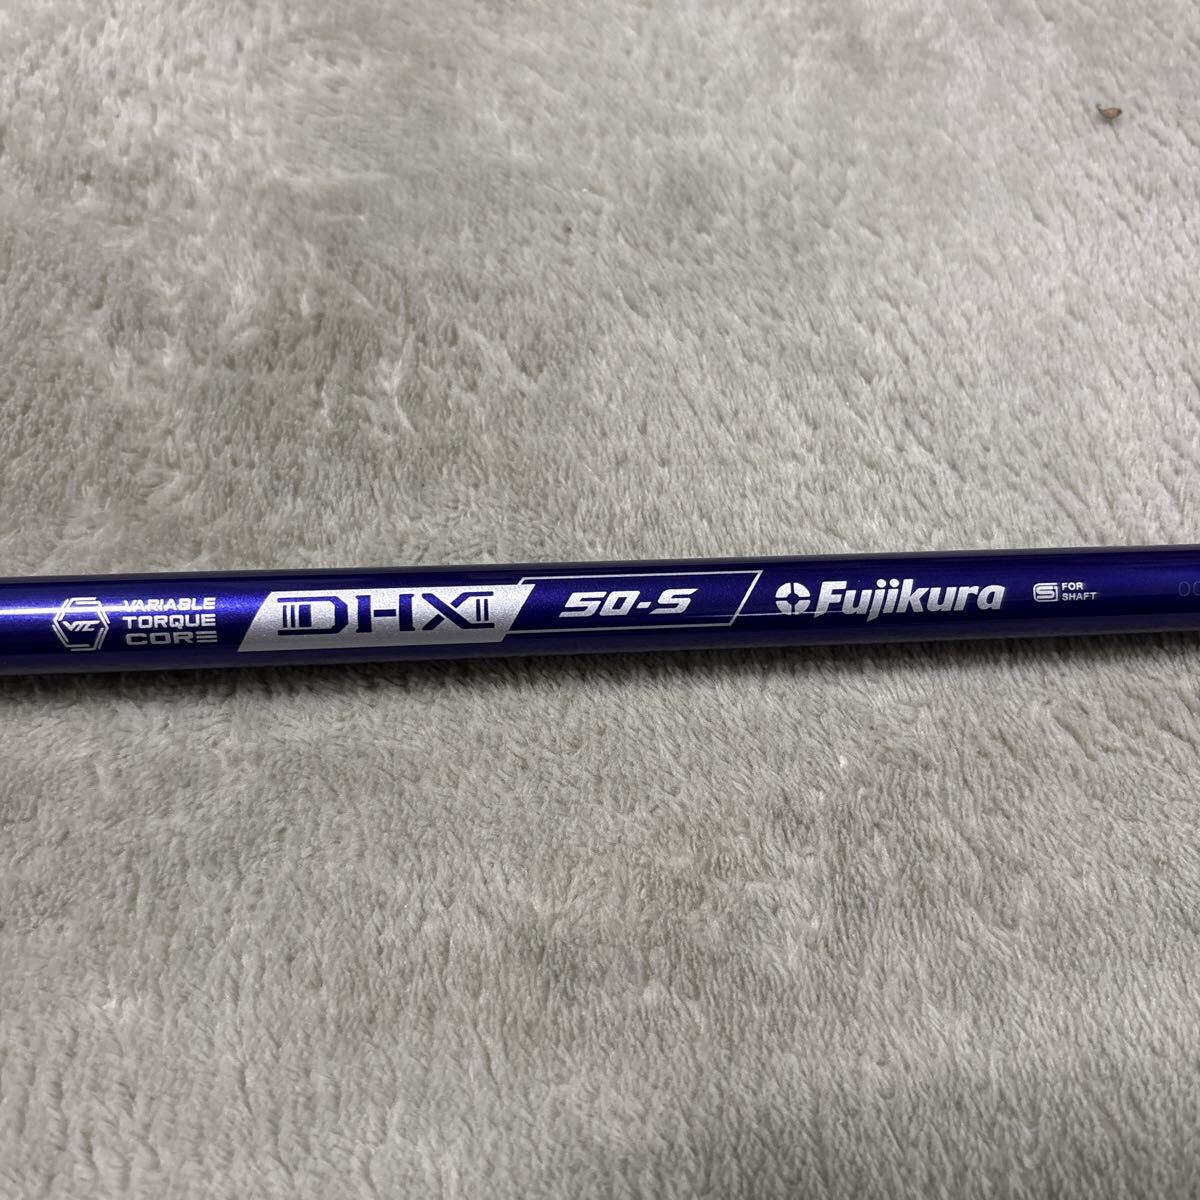 VTC
VARIABLE
TORQUE
CORE
DHX
50-S
Fujikura
S FOR
SHAFT